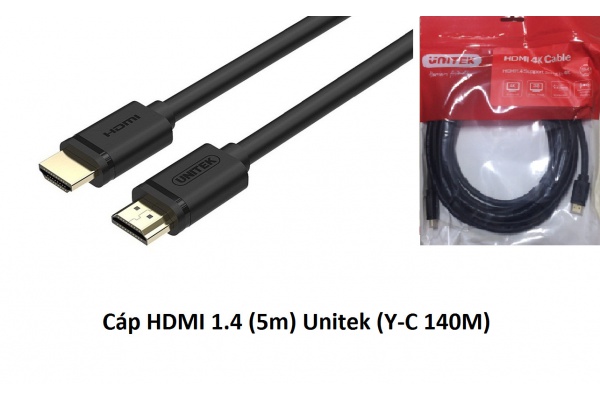 HDMI
UNITEK
UNITEK
HDMI 4K Cable
Cáp HDMI 1.4 (5m) Unitek (Y-C 140M)